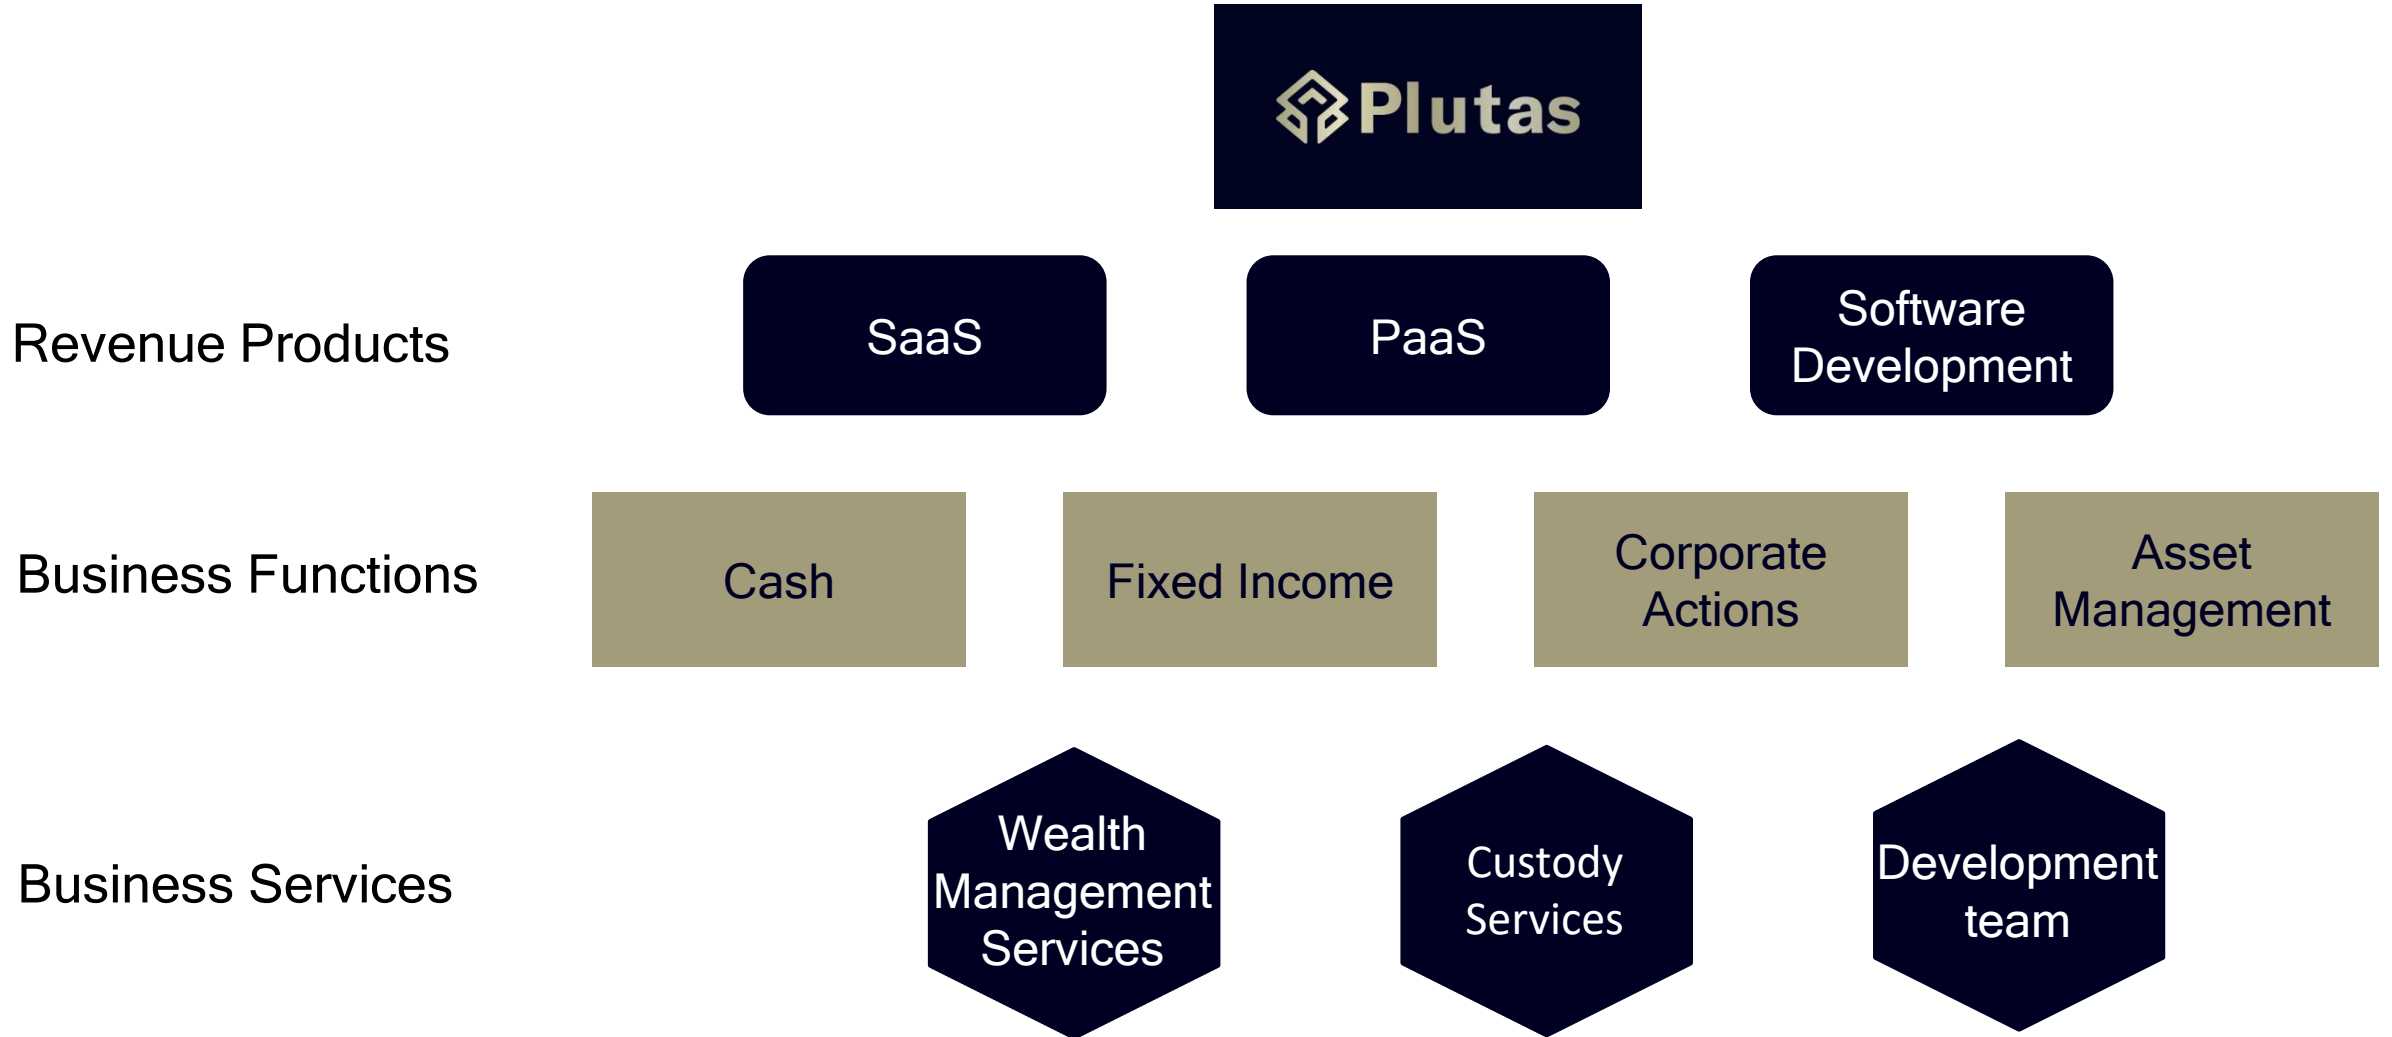 Plutas
Revenue Products
SaaS
PaaS
Software
Development
Business Functions
Cash
Fixed Income
Corporate
Actions
Asset
Management
Business Services
Wealth
Management
Services
Custody
Services
Development
team